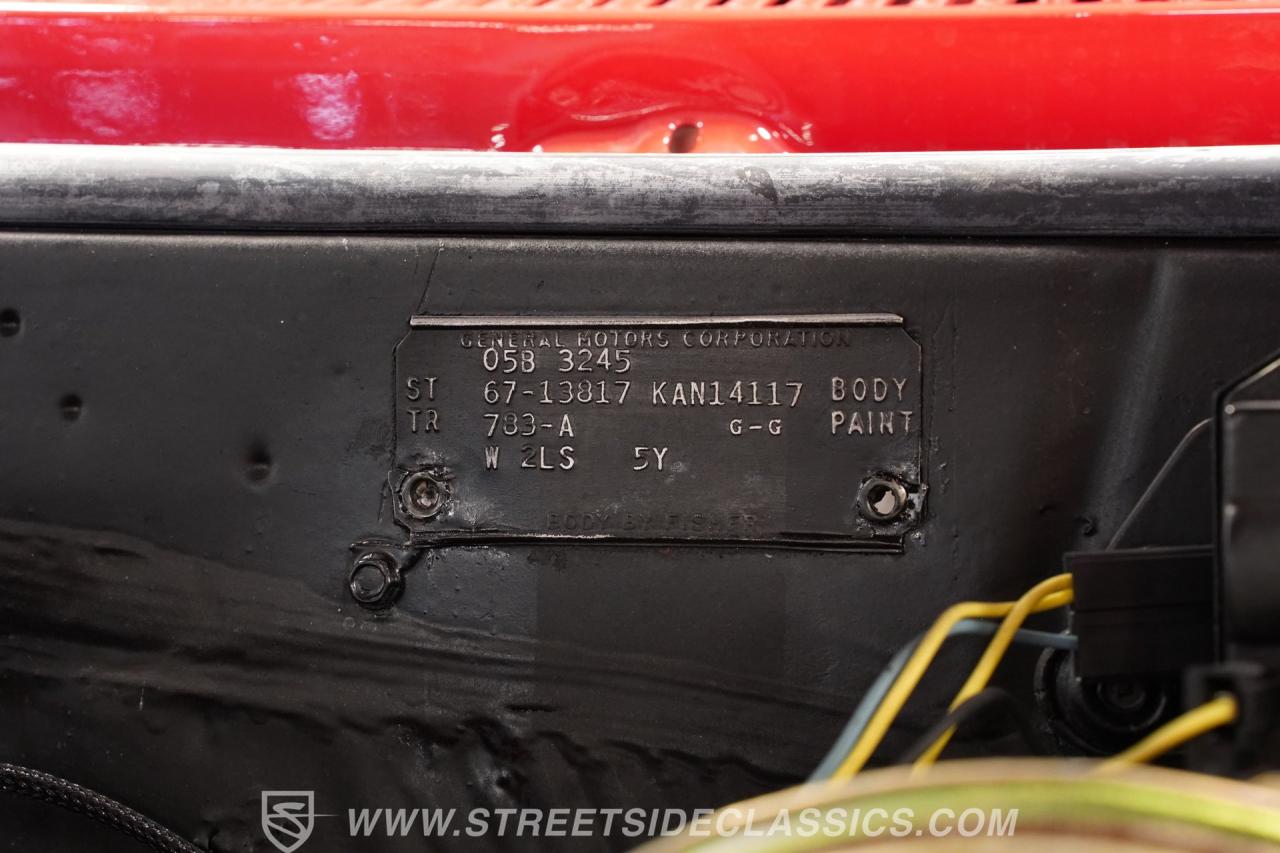 GENERAL MOTORS CORPORATION
05B 3245
ST 67-13817 KAN14117 BODY
TR 783-A G-G PAINT
W 2LS 5Y
BODY BY FISHER
WWW.STREETSIDECLASSICS.COM